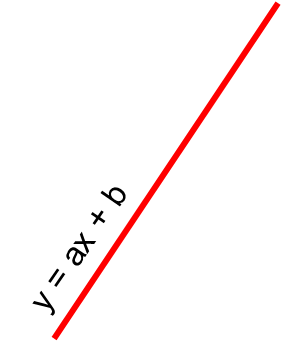 y = ax + b